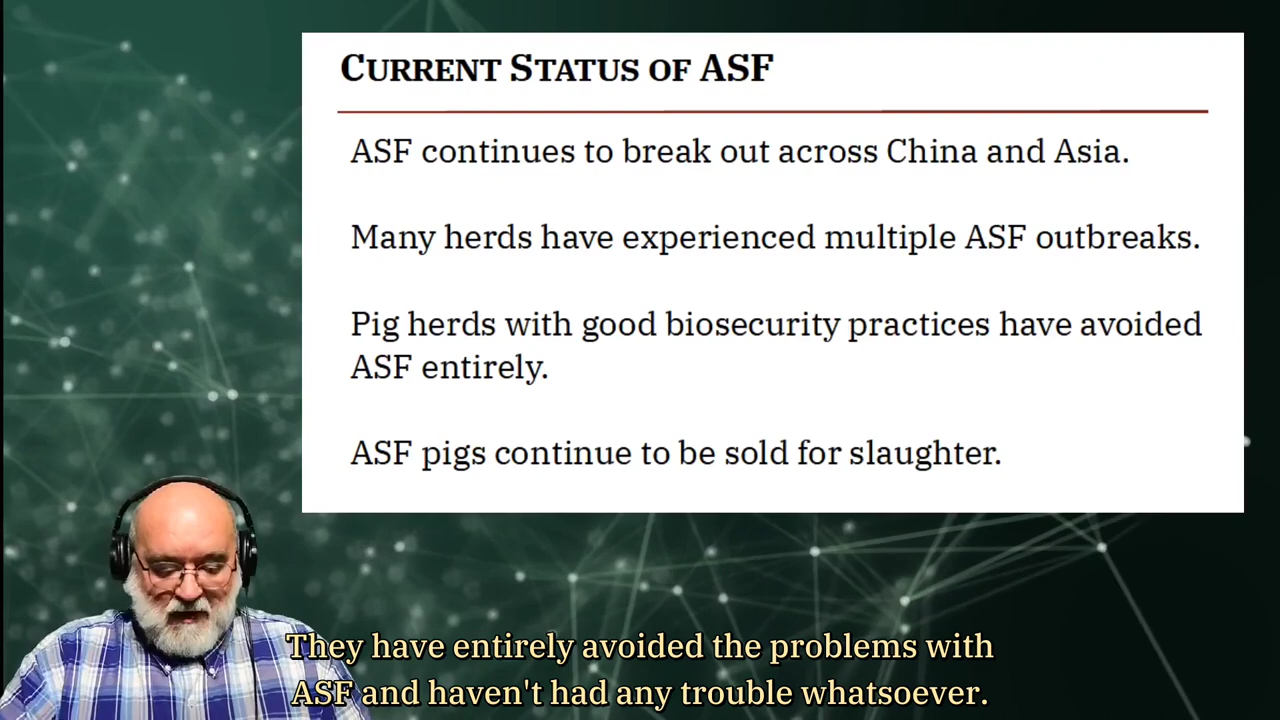 CURRENT STATUS OF ASF
ASF continues to break out across China and Asia.
Many herds have experienced multiple ASF outbreaks.
Pig herds with good biosecurity practices have avoided
ASF entirely.
ASF pigs continue to be sold for slaughter.
They have entirely avoided the problems with
ASF and haven't had any trouble whatsoever.